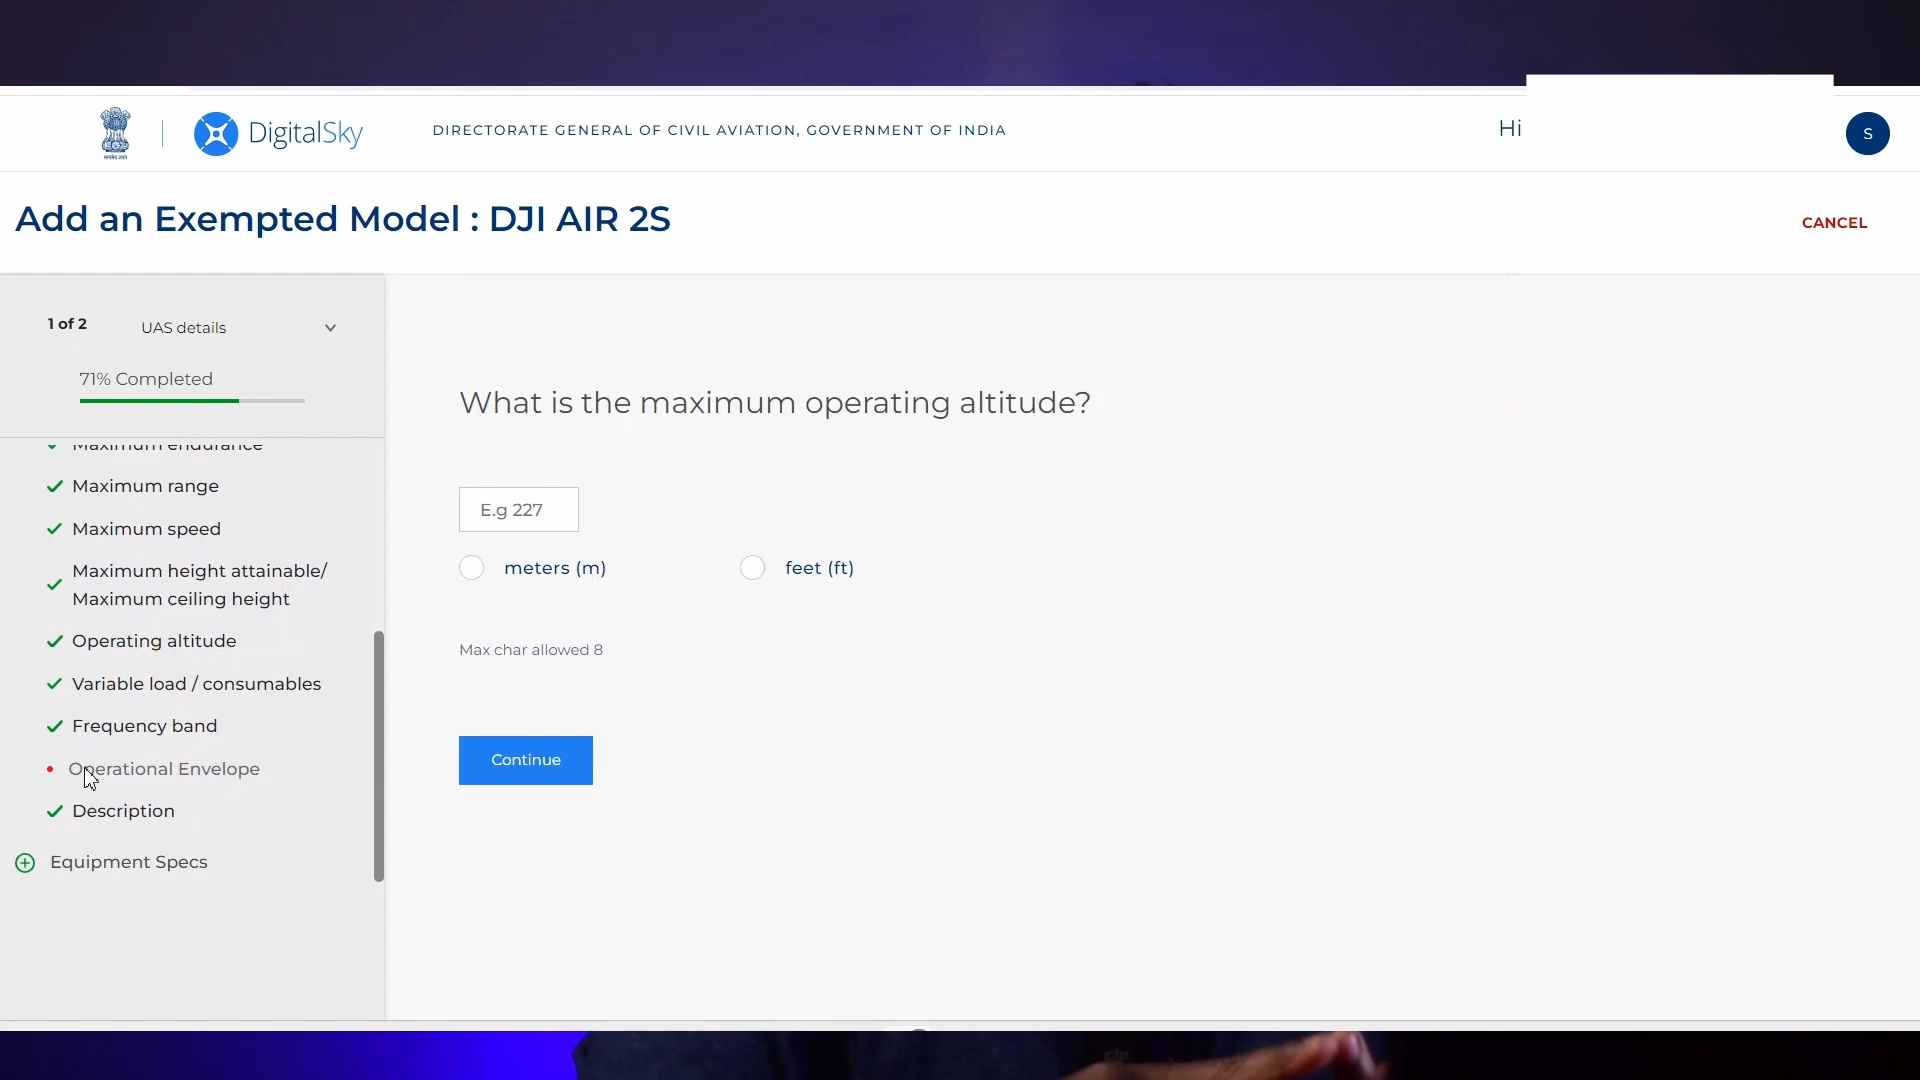 DigitalSky
DIRECTORATE GENERAL OF CIVIL AVIATION, GOVERNMENT OF INDIA
Hi
S
Add an Exempted Model : DJI AIR 2S
CANCEL
1 of 2
UAS details
71% Completed
Maximum endurance
Maximum range
Maximum speed
Maximum height attainable/
Maximum ceiling height
Operating altitude
Variable load / consumables
Frequency band
Operational Envelope
Description
Equipment Specs
What is the maximum operating altitude?
E.g 227
meters (m)
feet (ft)
Max char allowed 8
Continue